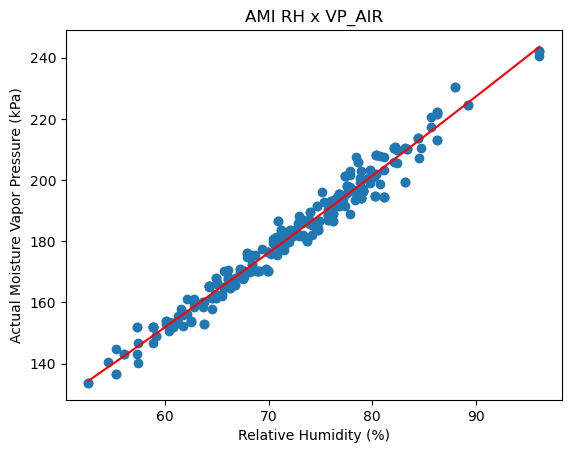 AMI RH x VP_AIR
Actual Moisture Vapor Pressure (kPa)
240
220
200
180
160
140
60 70 80 90
Relative Humidity (%)